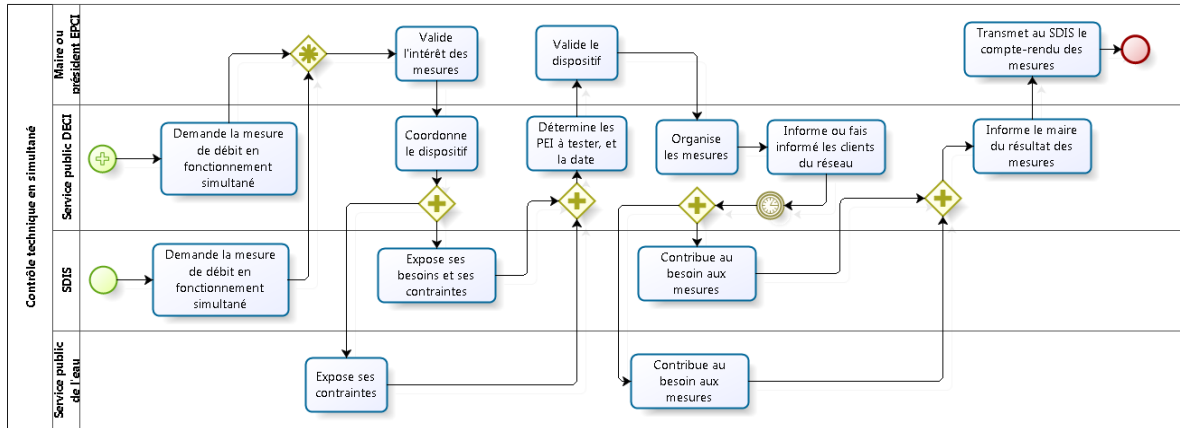 Contrôle technique en simultané
Maire ou
président EPCI
Valide
l'intérêt des
mesures
Valide le
dispositif
Transmet au SDIS le
compte-rendu des
mesures
Service public DECI
Demande la mesure
de débit en
fonctionnement
simultané
Coordonne
le dispositif
Détermine les
PEI à tester, et
la date
Organise
les mesures
Informe ou fais
informé les clients
du réseau
Informe le maire
du résultat des
mesures
SDIS
Demande la mesure
de débit en
fonctionnement
simultané
Expose ses
besoins et ses
contraintes
Contribue au
besoin aux
mesures
Service public
de l'eau
Expose ses
contraintes
Contribue au
besoin aux
mesures